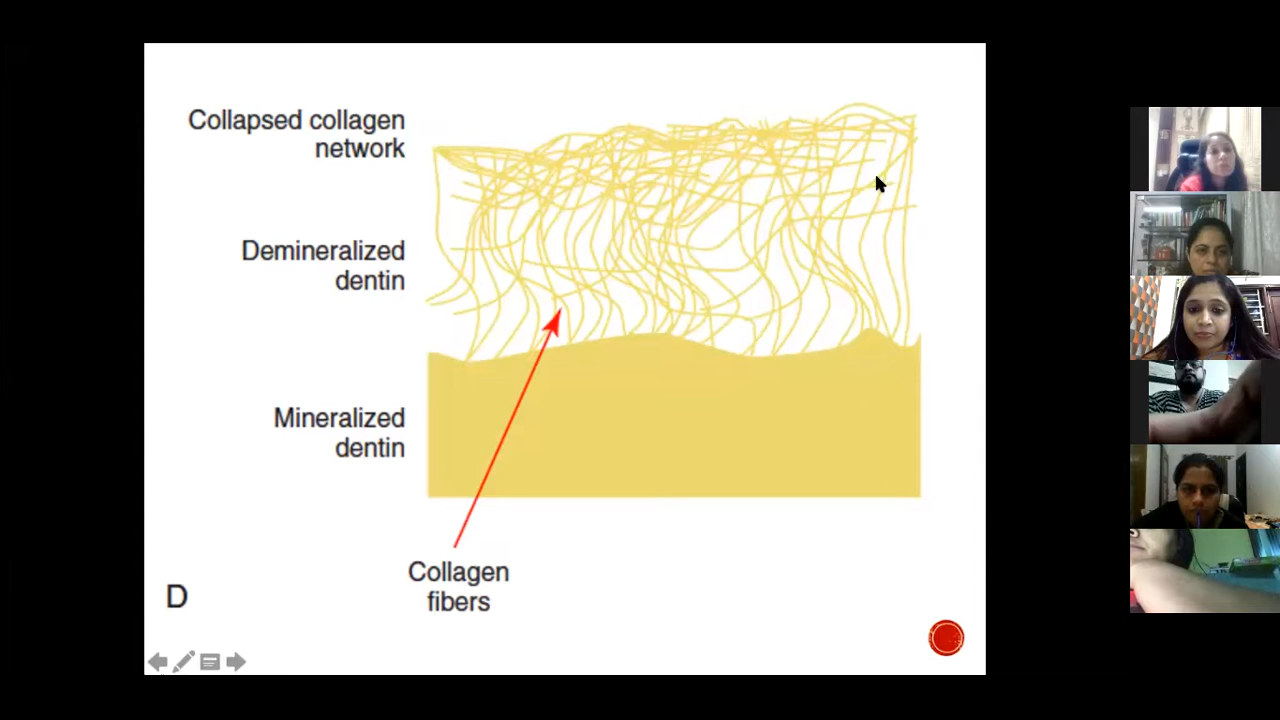 Collapsed collagen
network
Demineralized
dentin
Mineralized
dentin
Collagen
fibers
D